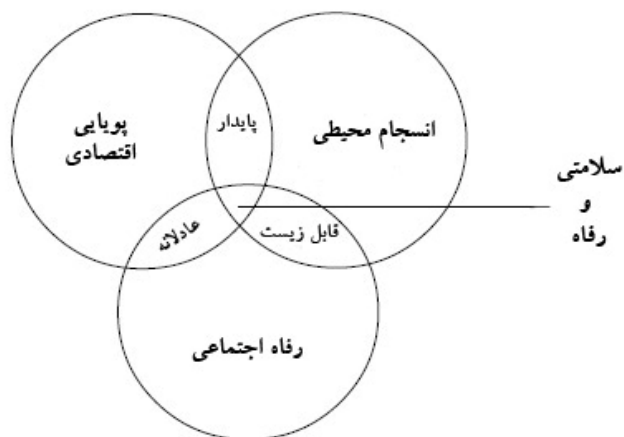 انسجام محیطی
پایدار
پویایی
اقتصادی
سلامتی
و
رفاه
قابل زیست
عادلانه
رفاه اجتماعی